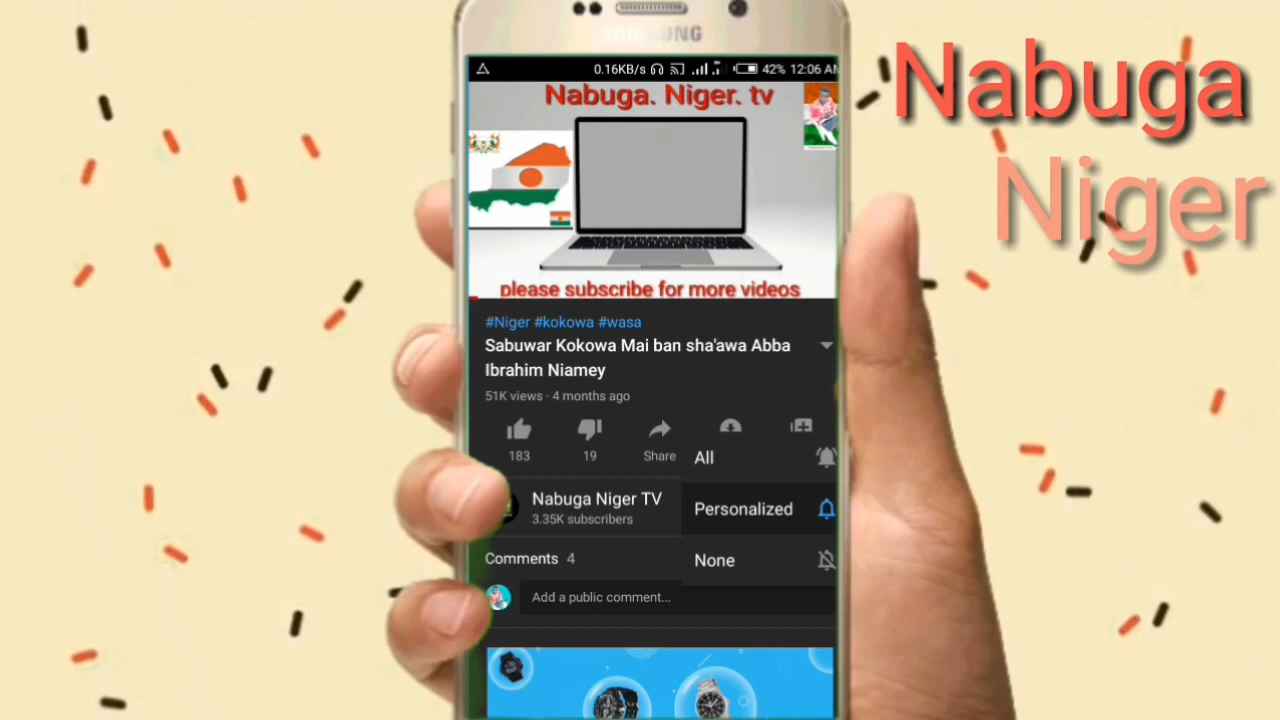 Nabuga
Niger
SAMSUNG
0.16KB/s 42% 12:06 AM
Nabuga. Niger. tv
please subscribe for more videos
#Niger #kokowa #wasa
Sabuwar Kokowa Mai ban sha'awa Abba
Ibrahim Niamey
51K views · 4 months ago
183
19
Share
All
Nabuga Niger TV
3.35K subscribers
Personalized
Comments 4
None
Add a public comment...